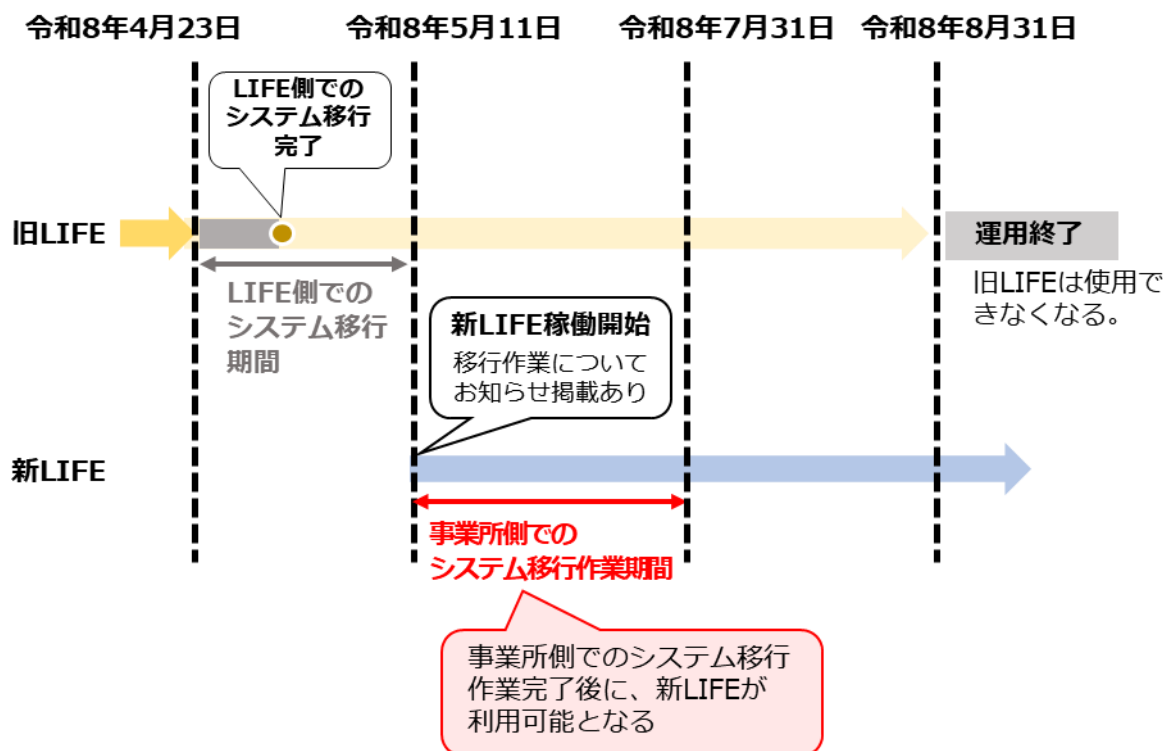 令和8年4月23日
令和8年5月11日
令和8年7月31日
令和8年8月31日
LIFE側での
システム移行
完了
旧LIFE
運用終了
旧LIFEは使用で
きなくなる。
LIFE側での
システム移行
期間
新LIFE稼働開始
移行作業について
お知らせ掲載あり
新LIFE
事業所側での
システム移行作業期間
事業所側でのシステム移行
作業完了後に、新LIFEが
利用可能となる